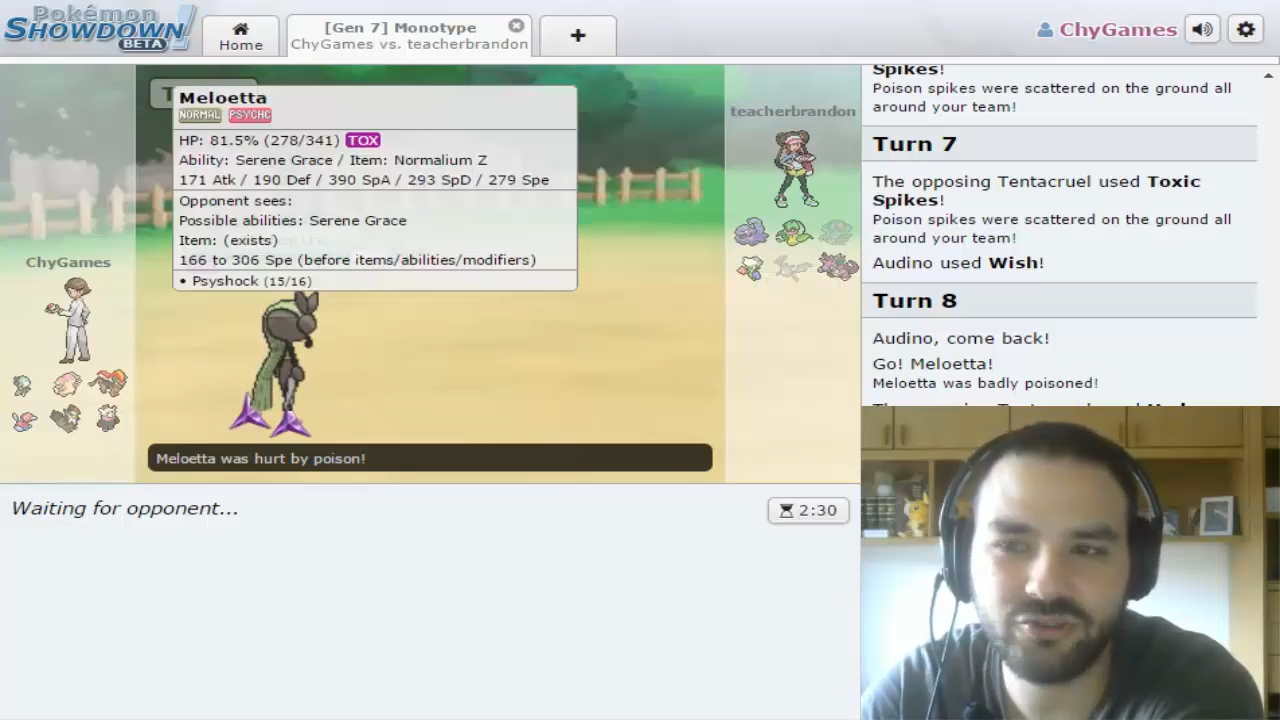 Pokémon
SHOWDOWN!
BETA
Home
[Gen 7] Monotype
ChyGames vs. teacherbrandon
+
ChyGames
T
Meloetta
NORMAL PSYCHC
HP: 81.5% (278/341) TOX
Ability: Serene Grace / Item: Normalium Z
171 Atk / 190 Def / 390 SpA / 293 SpD / 279 Spe
Opponent sees:
Possible abilities: Serene Grace
Item: (exists)
166 to 306 Spe (before items/abilities/modifiers)
• Psyshock (15/16)
ChyGames
teacherbrandon
Meloetta was hurt by poison!
Waiting for opponent...
2:30
Spikes!
Poison spikes were scattered on the ground all
around your team!
Turn 7
The opposing Tentacruel used Toxic
Spikes!
Poison spikes were scattered on the ground all
around your team!
Audino used Wish!
Turn 8
Audino, come back!
Go! Meloetta!
Meloetta was badly poisoned!